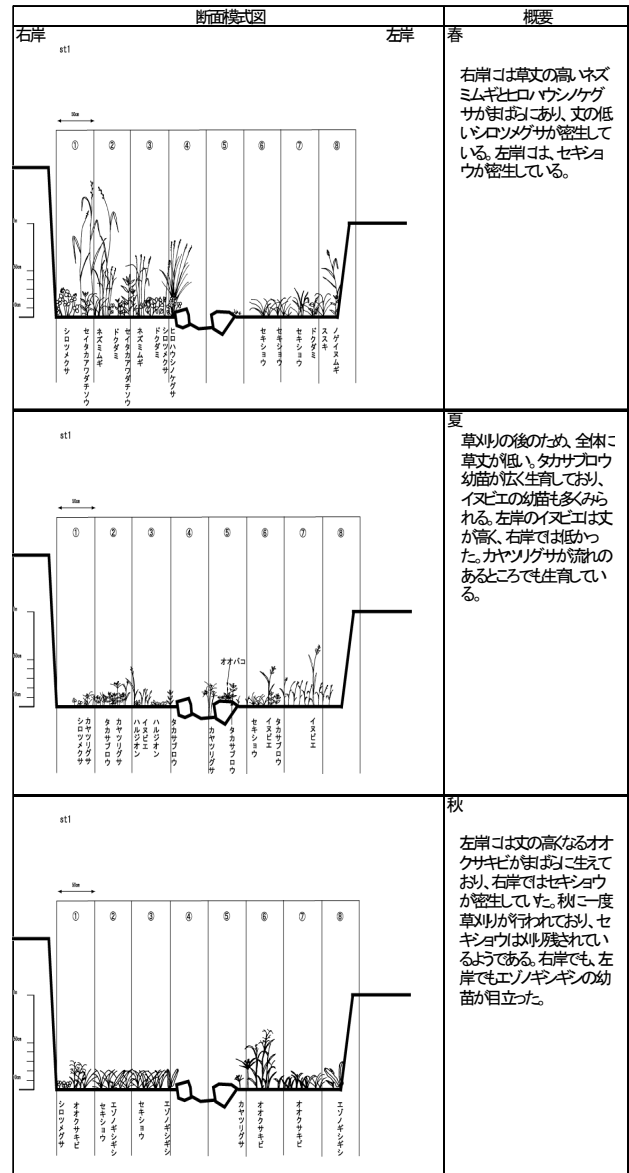 断面模式図
概要
右岸
左岸
st1
50cm
① ② ③ ④ ⑤ ⑥ ⑦ ⑧
シロツメクサ
セイタカアワダチソウ
ネズミムギ
ドクダミ
セイタカアワダチソウ
ネズミムギ
ドクダミ
シロツメクサ
ヒロハウシノケグサ
セキショウ
セキショウ
セキショウ
ドクダミ
ススキ
ノゲイヌムギ
春
右岸には草丈の高いネズ
ミムギとヒロハウシノケグ
サがまばらにあり、丈の低
いシロツメグサが密生して
いる。左岸には、セキショ
ウが密生している。
st1
50cm
① ② ③ ④ ⑤ ⑥ ⑦ ⑧
オオバコ
シロツメクサ
カヤツリグサ
タカサブロウ
カヤツリグサ
ハルジオン
イヌビエ
ハルジオン
タカサブロウ
カヤツリグサ
タカサブロウ
セキショウ
イヌビエ
タカサブロウ
イヌビエ
夏
草刈りの後のため、全体に
草丈が低い。タカサブロウ
幼苗が広く生育しており、
イヌビエの幼苗も多くみら
れる。左岸のイヌビエは丈
が高く、右岸では低かっ
た。カヤツリグサが流れの
あるところでも生育してい
る。
st1
50cm
① ② ③ ④ ⑤ ⑥ ⑦ ⑧
シロツメグサ
オオクサキビ
セキショウ
エゾノギシギシ
セキショウ
エゾノギシギシ
カヤツリグサ
オオクサキビ
オオクサキビ
エゾノギシギシ
秋
左岸には丈の高くなるオオ
クサキビがまばらに生えて
おり、右岸ではセキショウ
が密生していた。秋に一度
草刈りが行われており、セ
キショウは刈り残されてい
るようである。右岸でも、左
岸でもエゾノギシギシの幼
苗が目立った。